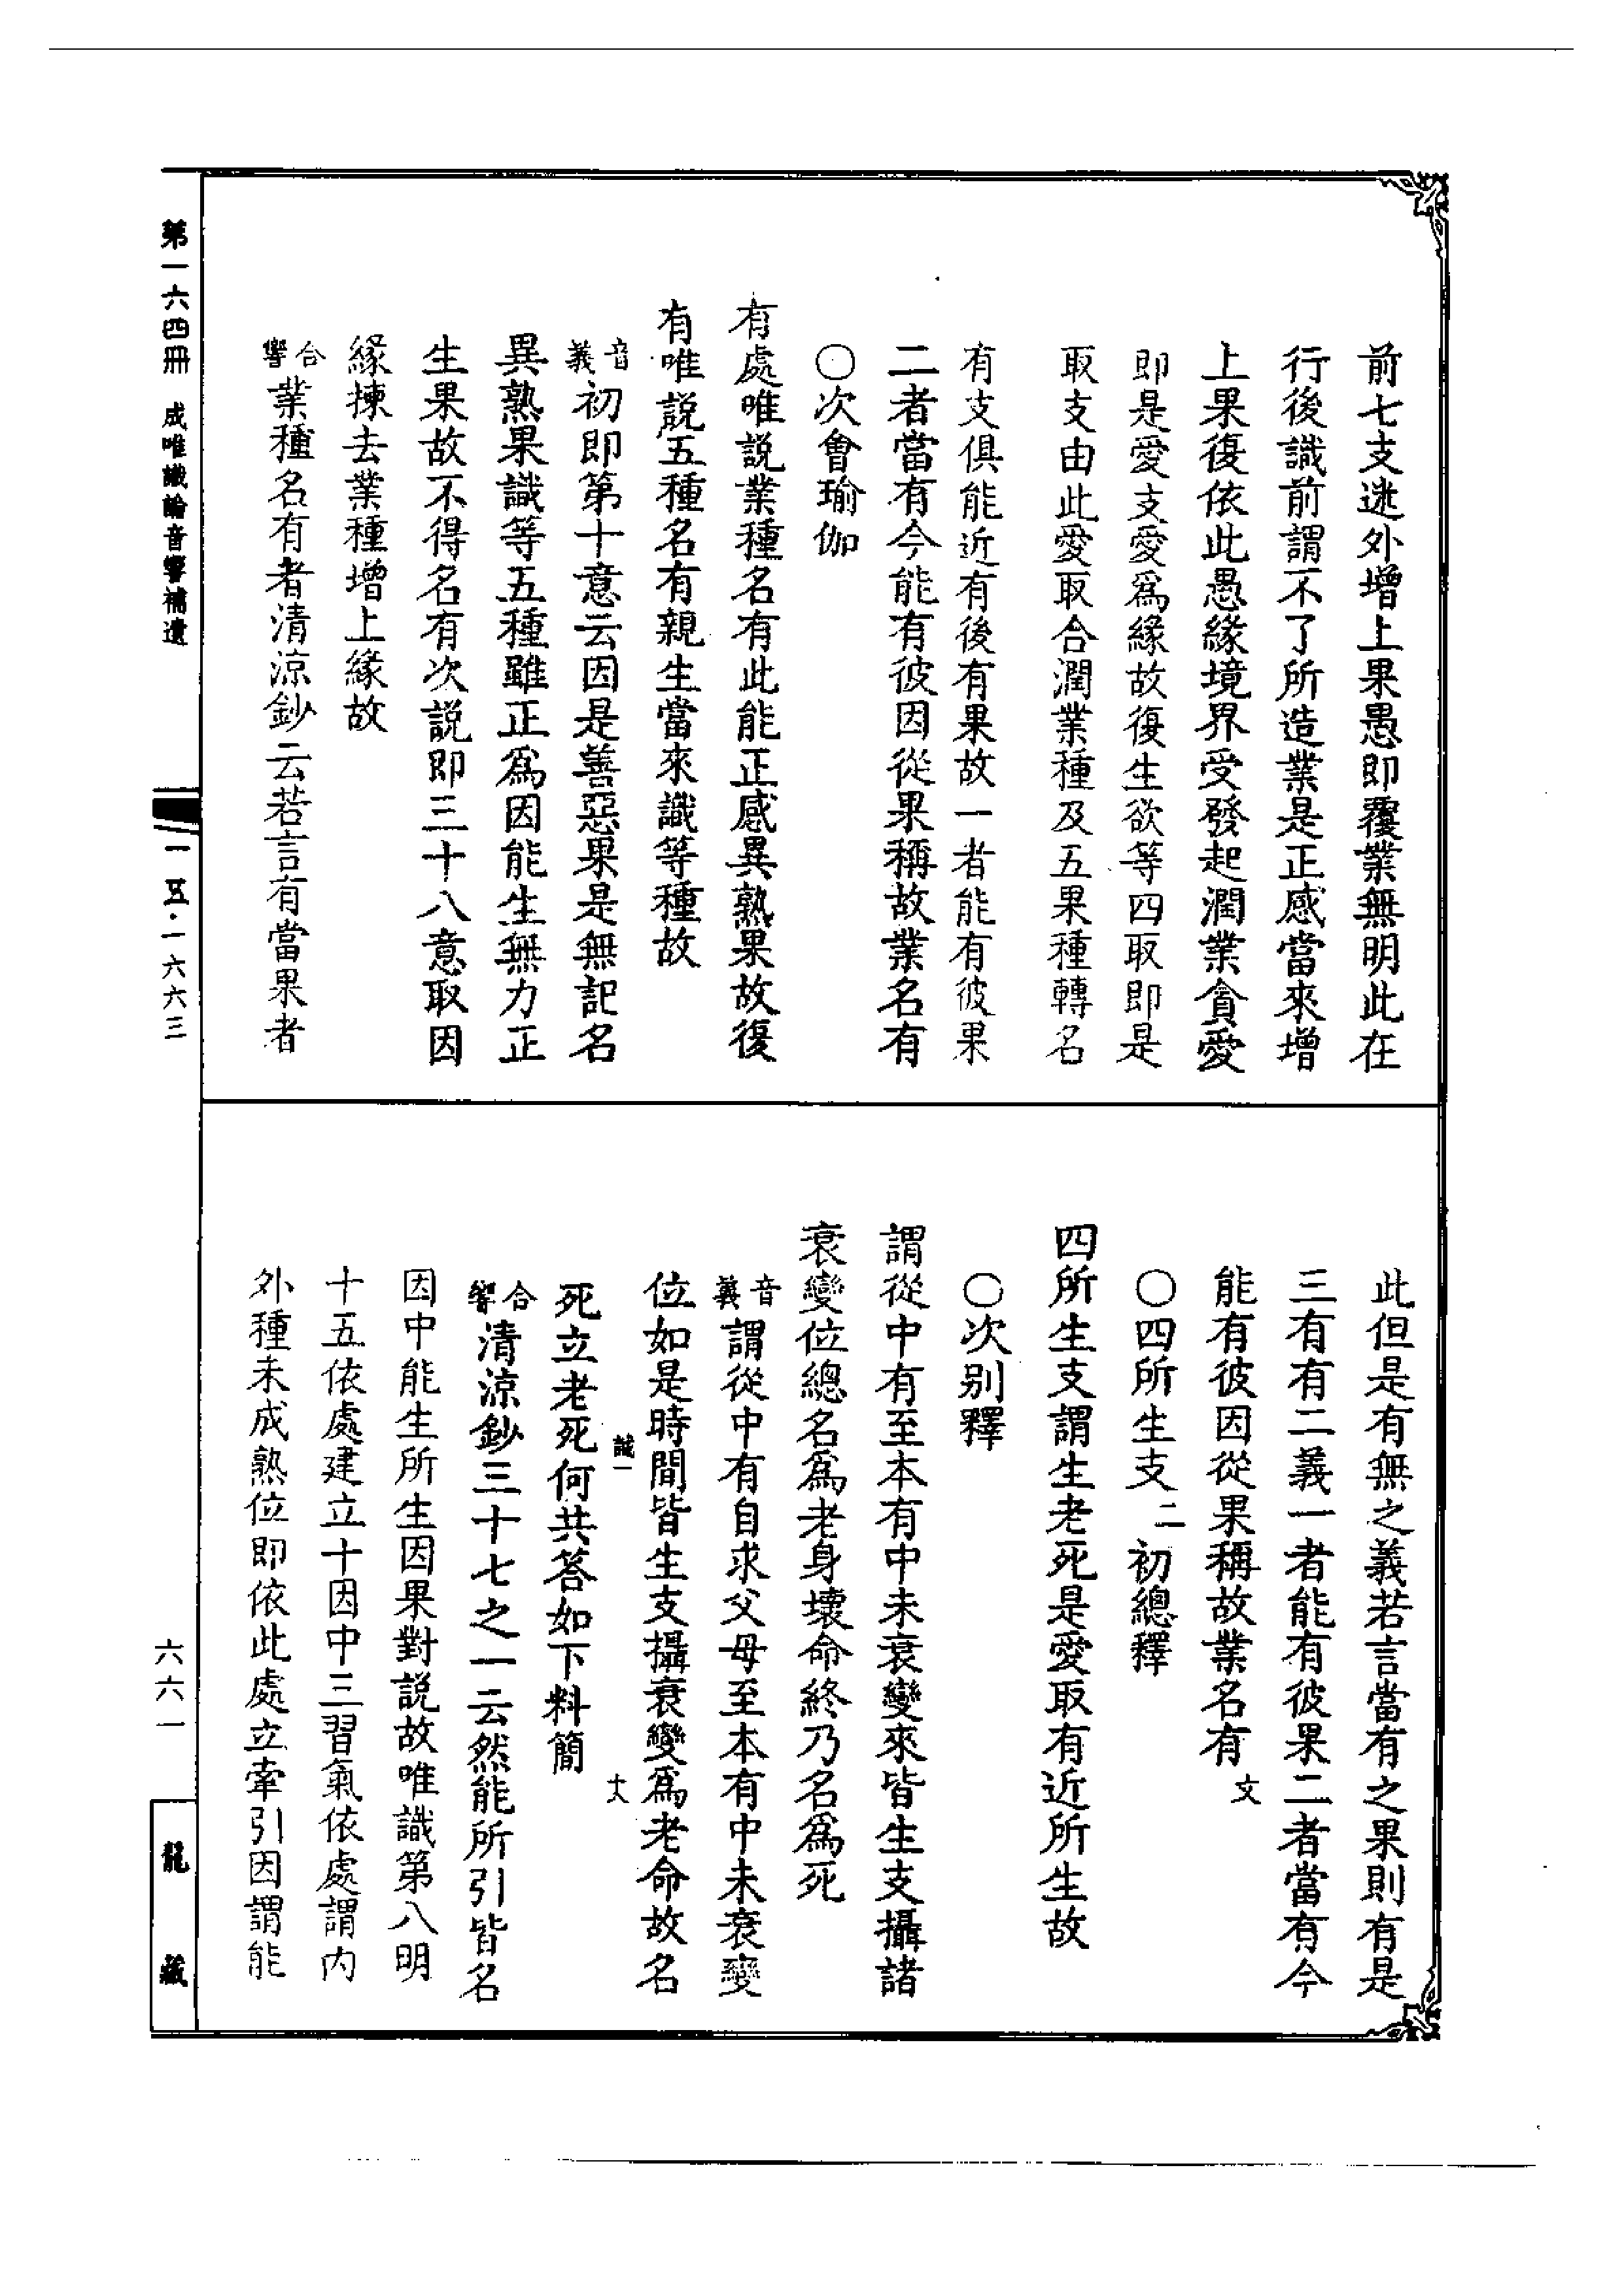 前七支迷外增上果愚即覆業無明此在
行後識前謂不了所造業是正感當來增
上果復依此愚緣境界受發起潤業貪愛
即是愛支愛爲緣故復生欲等四取即是
取支由此愛取合潤業種及五果種轉名
有支俱能近有後有果故一者能有彼果
二者當有今能有彼因從果稱故業名有
〇次會瑜伽
有處唯説業種名有此能正感異熟果故復
有唯説五種名有親生當來識等種故
音義初即第十意云因是善惡果是無記名
異熟果識等五種雖正爲因能生無力正
生果故不得名有次説即三十八意取因
緣揀去業種增上緣故
合響業種名有者清涼鈔云若言有當果者
此但是有無之義若言當有之果則有是
三有有二義一者能有彼果二者當有今
能有彼因從果稱故業名有 文
〇四所生支 二 初總釋
四所生支謂生老死是愛取有近所生故
〇次別釋
謂從中有至本有中未衰變來皆生支攝諸
衰變位總名爲老身壞命終乃名爲死
音義謂從中有自求父母至本有中未衰變
位如是時間皆生支攝衰變爲老命故名
死立老死何共答如下料簡
合響清涼鈔三十七之一云然能所引皆名
因中能生所生因果對説故唯識第八明
十五依處建立十因中三習氣依處謂内
外種未成熟位即依此處立牽引因謂能
第一六四冊 成唯識論音響補遺
一五·一六六三
六六一
龍藏